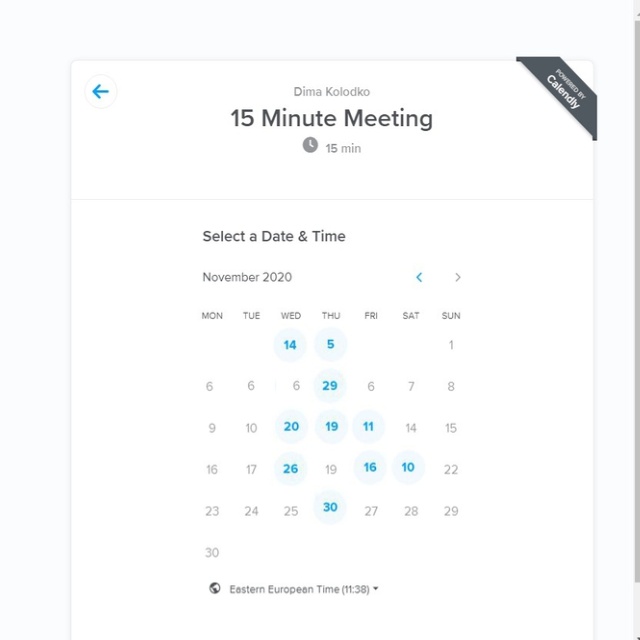 POWERED BY
Calendly
Dima Kolodko
15 Minute Meeting
15 min
Select a Date & Time
November 2020
MON TUE WED THU FRI SAT SUN
14 5 1
6 6 6 29 6 7 8
9 10 20 19 11 14 15
16 17 26 19 16 10 22
23 24 25 30 27 28 29
30
Eastern European Time (11:38)